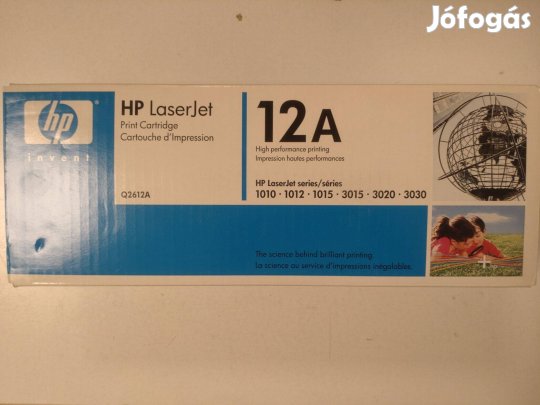 Jófogás
hp
invent
HP LaserJet
Print Cartridge
Cartouche d'Impression
Q2612A
12A
High performance printing
Impression hautes performances
HP LaserJet series/séries
1010 · 1012 · 1015 · 3015 · 3020 · 3030
The science behind brilliant printing.
La science au service d'impressions inégalables.